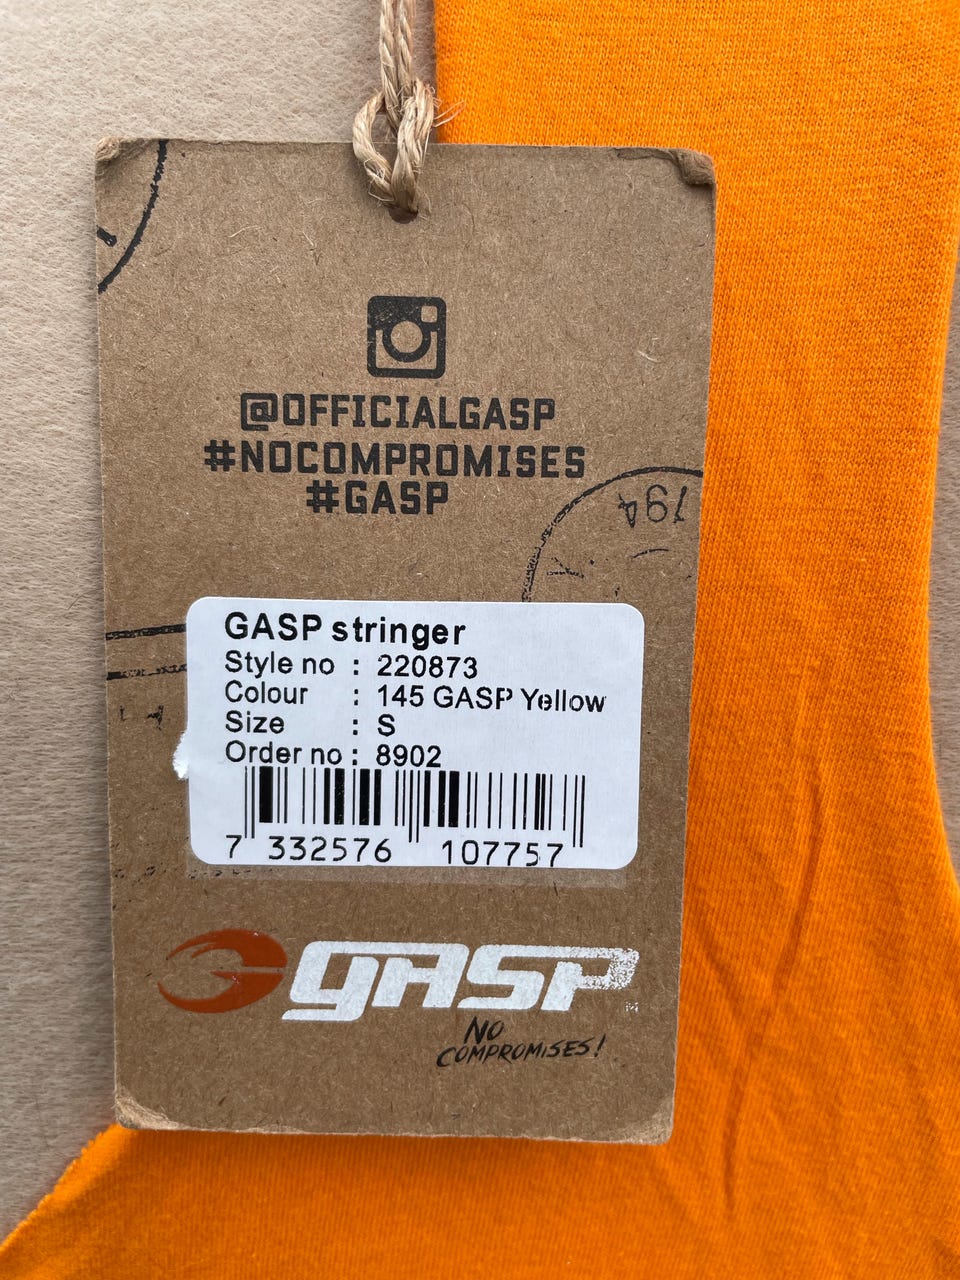 @OFFICIALGASP
#NOCOMPROMISES
#GASP
194
GASP stringer
Style no : 220873
Colour : 145 GASP Yellow
Size : S
Order no : 8902
7 332576 107757
GASP
NO
COMPROMISES!